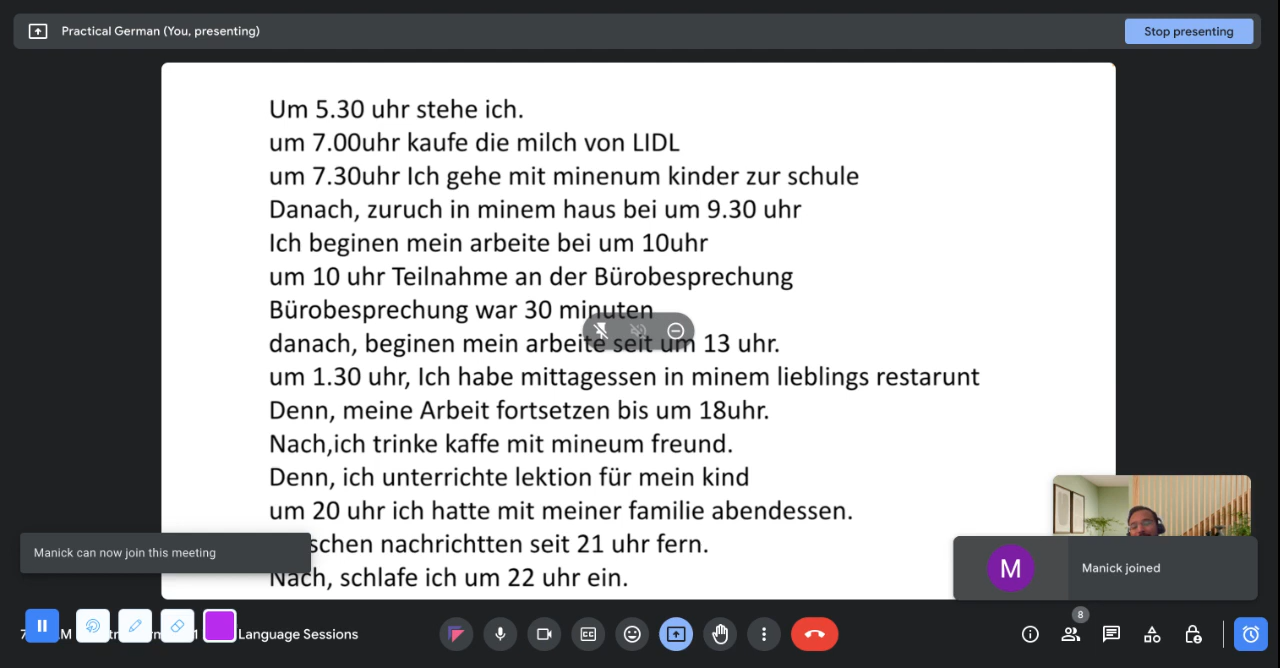 Practical German (You, presenting)
Stop presenting
Um 5.30 uhr stehe ich.
um 7.00uhr kaufe die milch von LIDL
um 7.30uhr Ich gehe mit minenum kinder zur schule
Danach, zuruch in minem haus bei um 9.30 uhr
Ich beginen mein arbeite bei um 10uhr
um 10 uhr Teilnahme an der Bürobesprechung
Bürobesprechung war 30 minuten
danach, beginen mein arbeite seit um 13 uhr.
um 1.30 uhr, Ich habe mittagessen in minem lieblings restarunt
Denn, meine Arbeit fortsetzen bis um 18uhr.
Nach,ich trinke kaffe mit mineum freund.
Denn, ich unterrichte lektion für mein kind
um 20 uhr ich hatte mit meiner familie abendessen.
schen nachrichtten seit 21 uhr fern.
Nach, schlafe ich um 22 uhr ein.
Manick can now join this meeting
M
Manick joined
8
Language Sessions